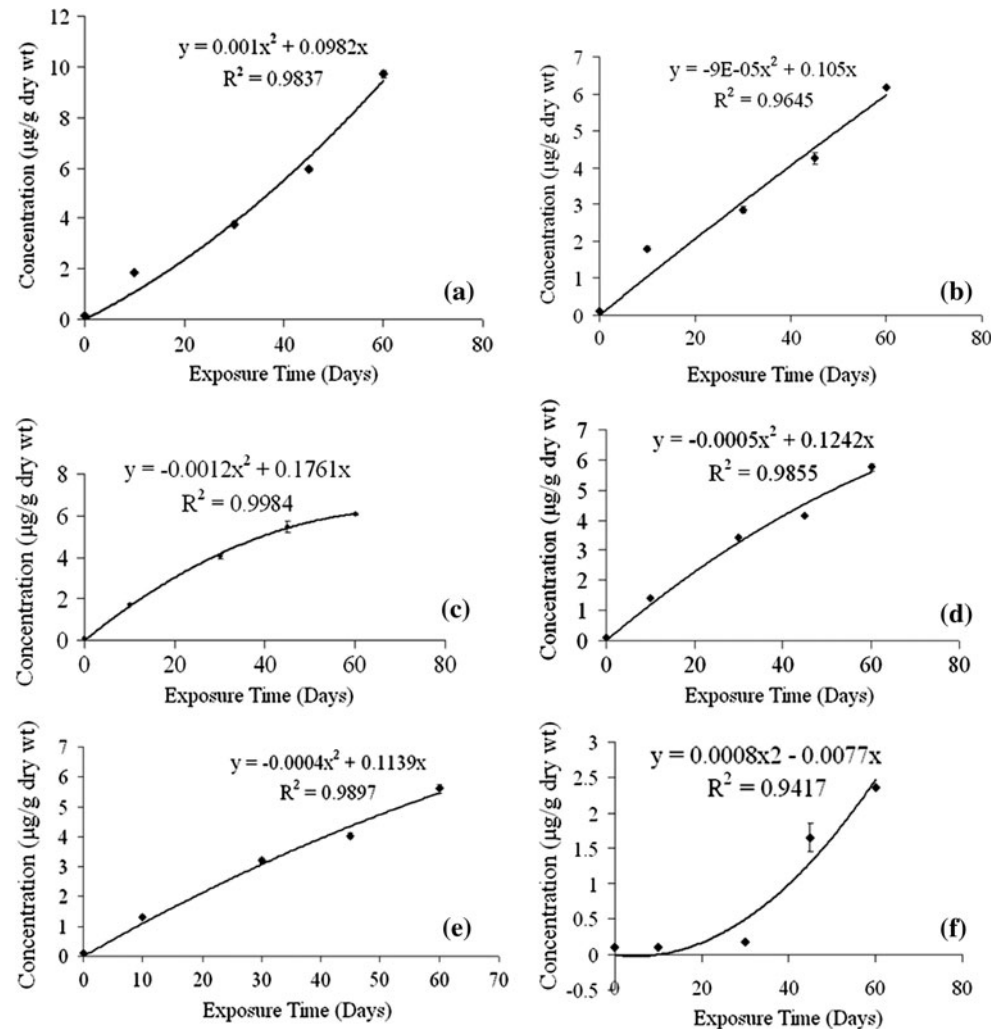 y = 0.001x² + 0.0982x
R² = 0.9837
Concentration (µg/g dry wt)
12
10
8
6
4
2
0
0 20 40 60 80
Exposure Time (Days)
(a)
y = -9E-05x² + 0.105x
R² = 0.9645
Concentration (µg/g dry wt)
7
6
5
4
3
2
1
0
0 20 40 60 80
Exposure Time (Days)
(b)
y = -0.0012x² + 0.1761x
R² = 0.9984
Concentration (µg/g dry wt)
8
6
4
2
0
0 20 40 60 80
Exposure Time (Days)
(c)
y = -0.0005x² + 0.1242x
R² = 0.9855
Concentration (µg/g dry wt)
7
6
5
4
3
2
1
0
0 20 40 60 80
Exposure Time (Days)
(d)
y = -0.0004x² + 0.1139x
R² = 0.9897
Concentration (µg/g dry wt)
7
6
5
4
3
2
1
0
0 10 20 30 40 50 60 70
Exposure Time (Days)
(e)
y = 0.0008x2 - 0.0077x
R² = 0.9417
Concentration (µg/g dry wt)
3
2.5
2
1.5
1
0.5
0
-0.5
0 20 40 60 80
Exposure Time (Days)
(f)